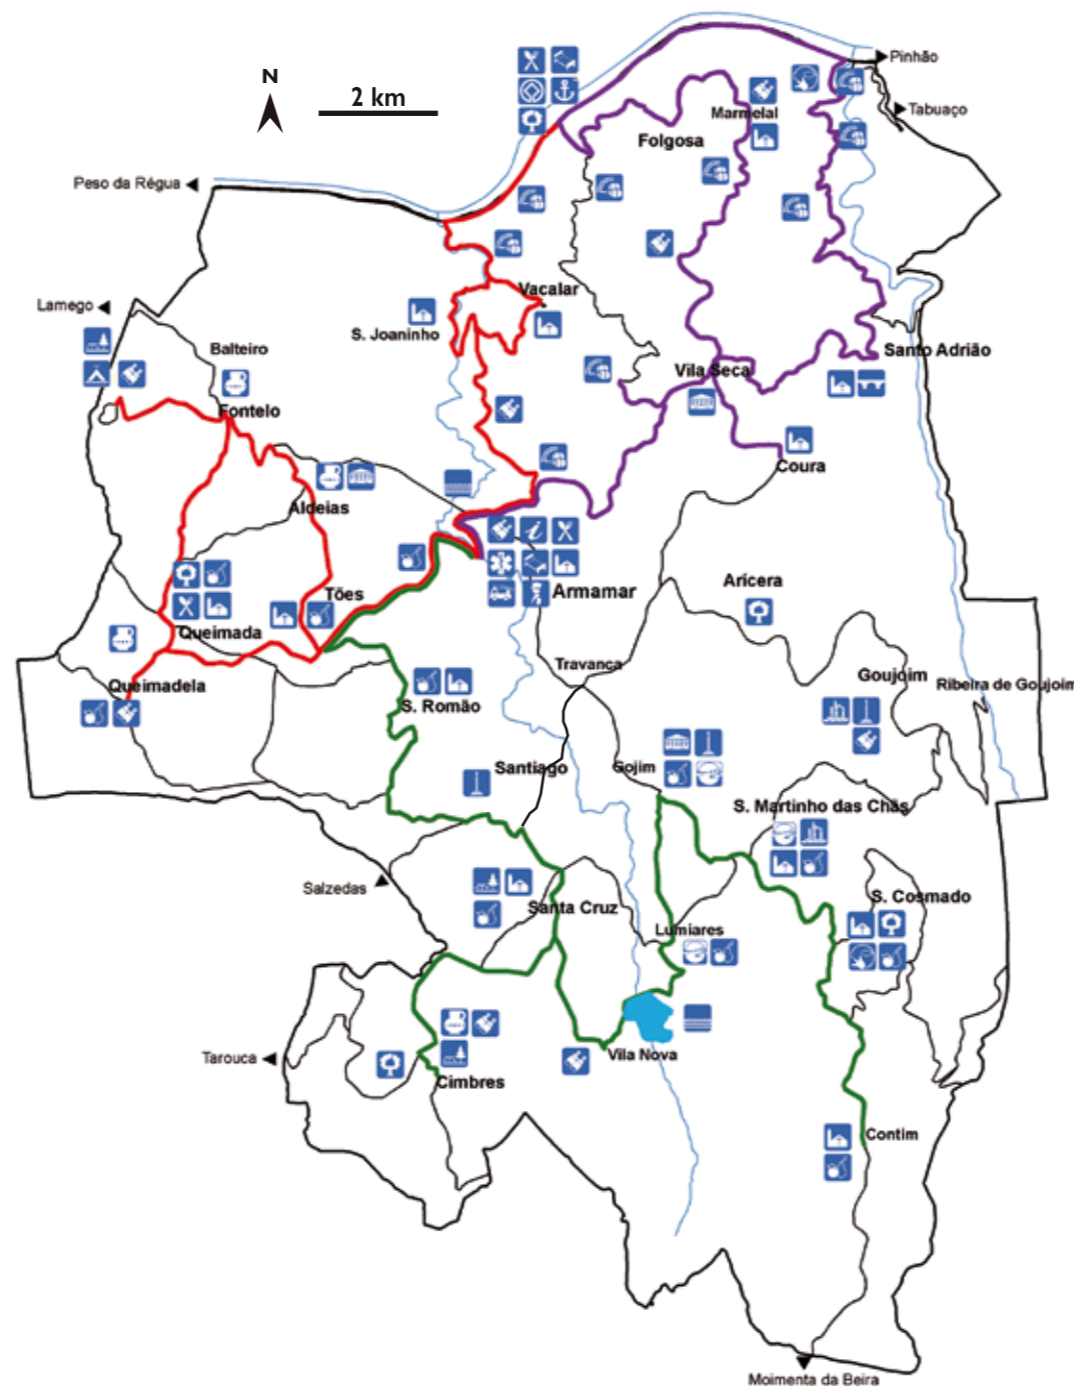 Pinhão
N
2 km
Marmelal
Tabuaço
Folgosa
Peso da Régua
Vacalar
Lamego
S. Joaninho
Balteiro
Santo Adrião
Vila Seca
Fontelo
Coura
Aldeias
Aricera
Armamar
Tões
Queimada
Travanca
Goujoim
Ribeira de Goujoim
Queimadela
S. Romão
Santiago
Gojim
S. Martinho das Chãs
Salzedas
S. Cosmado
Santa Cruz
Lumiares
Tarouca
Vila Nova
Cimbres
Contim
Moimenta da Beira